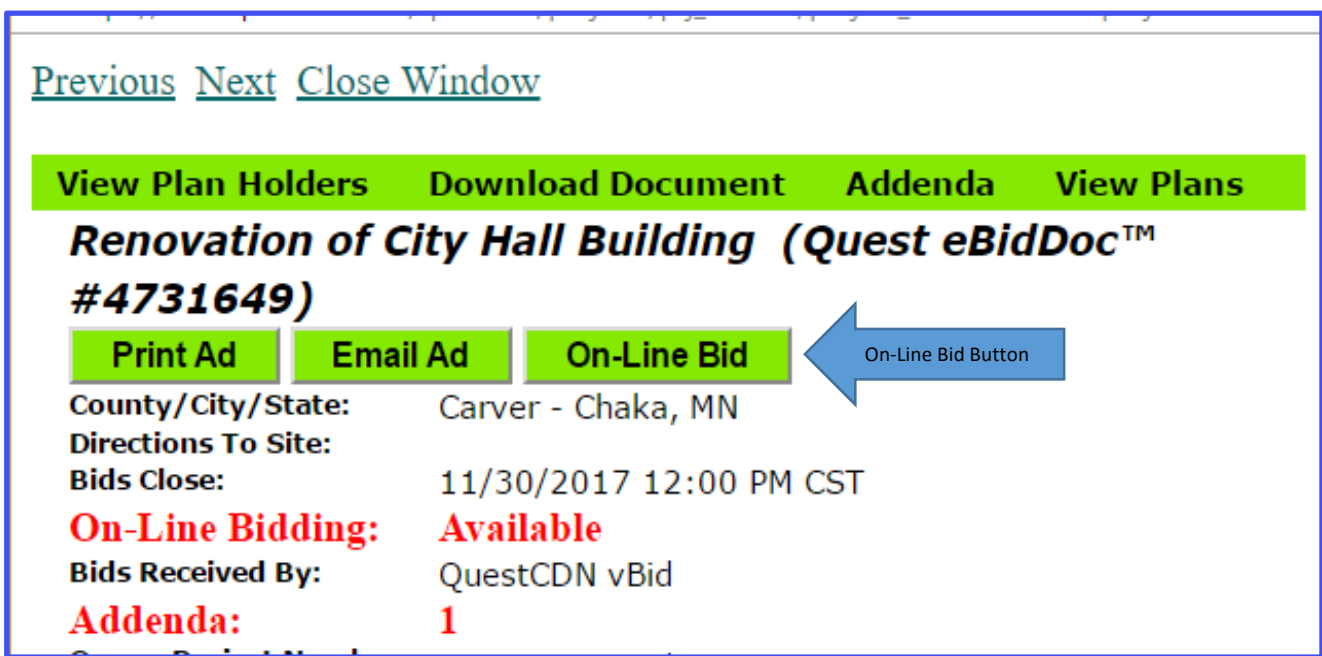 Previous Next Close Window
View Plan Holders Download Document Addenda View Plans
Renovation of City Hall Building (Quest eBidDoc™
#4731649)
Print Ad Email Ad On-Line Bid On-Line Bid Button
County/City/State: Carver - Chaka, MN
Directions To Site:
Bids Close: 11/30/2017 12:00 PM CST
On-Line Bidding: Available
Bids Received By: QuestCDN vBid
Addenda: 1